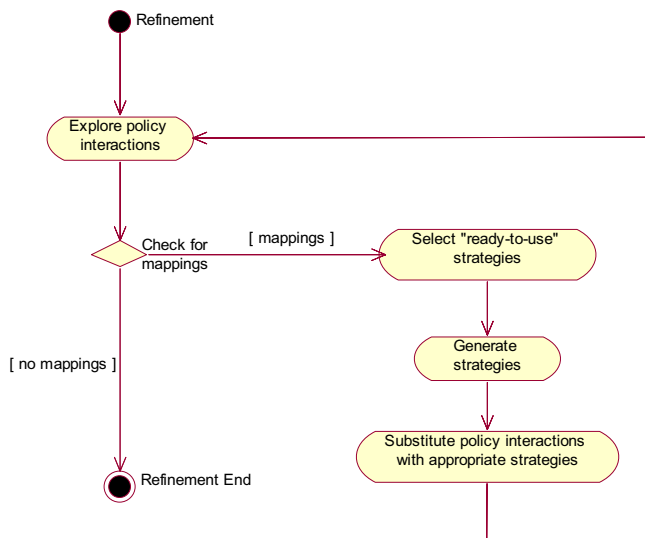 Refinement
Explore policy
interactions
Check for
mappings
[ mappings ]
Select "ready-to-use"
strategies
Generate
strategies
[ no mappings ]
Substitute policy interactions
with appropriate strategies
Refinement End